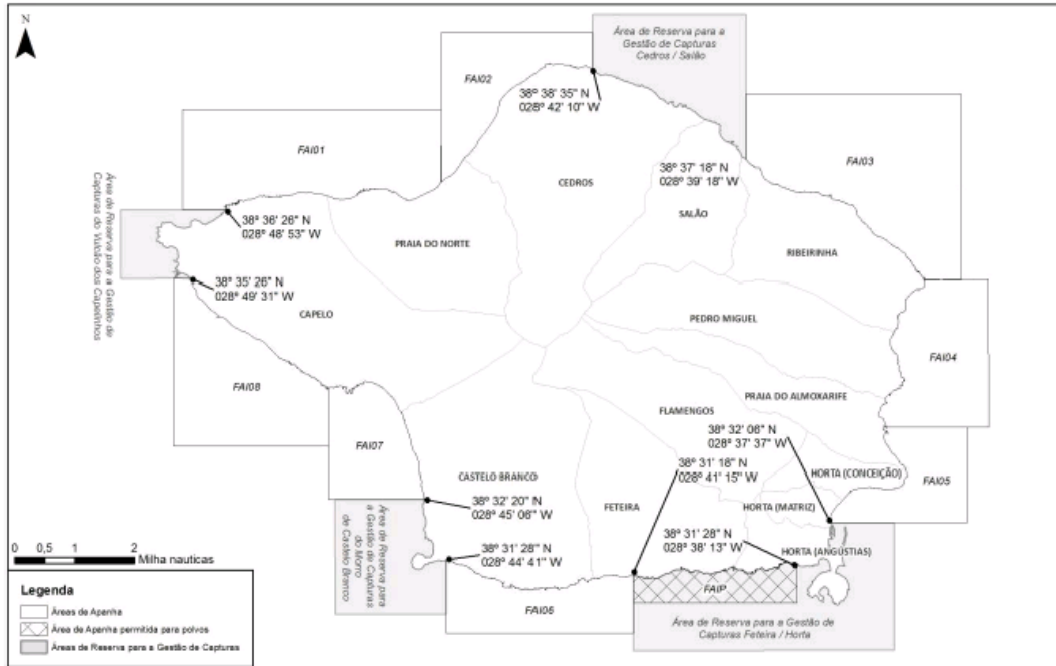 N
Área de Reserva para a
Gestão de Capturas
Cedros / Salão
FAI02
38º 38' 35" N
028º 42' 10" W
FAI01
FAI03
38º 37' 18" N
028º 39' 18" W
CEDROS
SALÃO
Área de Reserva para a Gestão de
Capturas do Vulcão dos Capelinhos
38º 36' 26" N
028º 48' 53" W
PRAIA DO NORTE
RIBEIRINHA
38º 35' 26" N
028º 49' 31" W
CAPELO
PEDRO MIGUEL
FAI08
FAI04
PRAIA DO ALMOXARIFE
FLAMENGOS
38º 32' 06" N
028º 37' 37" W
FAI07
38º 31' 18" N
028º 41' 15" W
CASTELO BRANCO
HORTA (CONCEIÇÃO)
FAI05
38º 32' 20" N
028º 45' 06" W
FETEIRA
HORTA (MATRIZ)
Área de Reserva para
a Gestão de Capturas
do Morro
de Castelo Branco
38º 31' 28" N
028º 44' 41" W
38º 31' 28" N
028º 38' 13" W
HORTA (ANGÚSTIAS)
0 0,5 1 2 Milha nauticas
FAIP
FAI06
Área de Reserva para a Gestão de
Capturas Feteira / Horta
Legenda
Áreas de Apanha
Área de Apanha permitida para polvos
Áreas de Reserva para a Gestão de Capturas